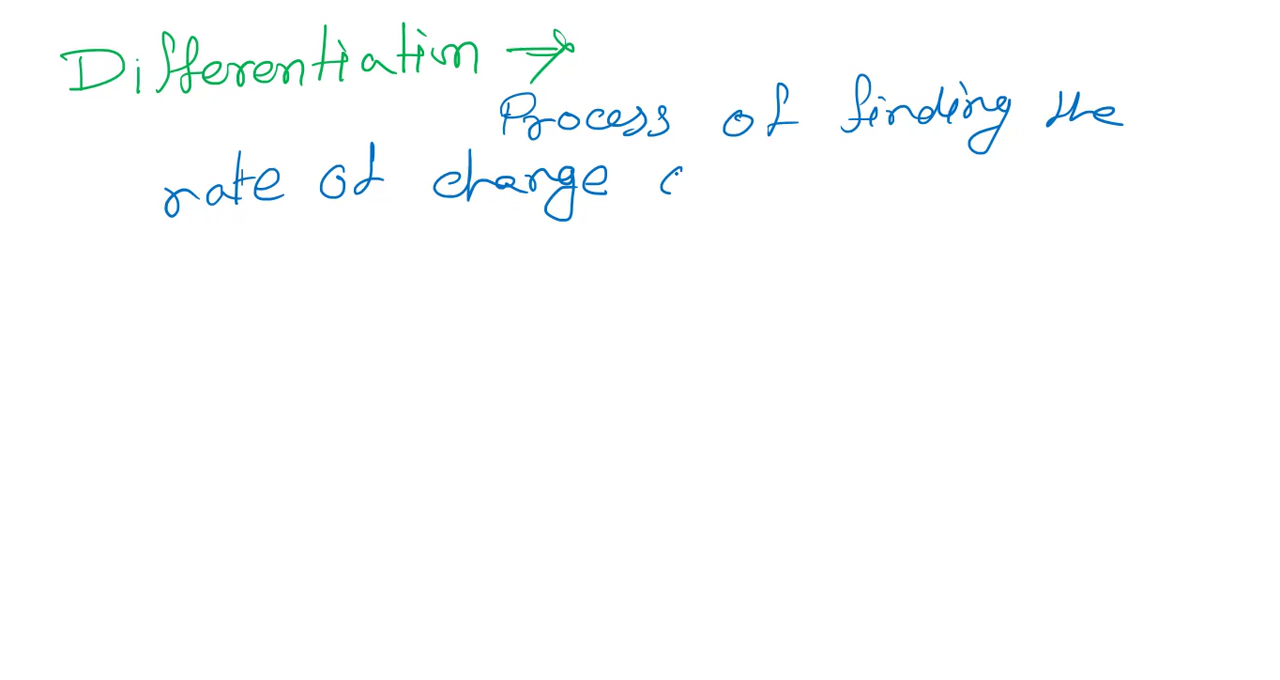 Differentiation →
Process of finding the
rate of change